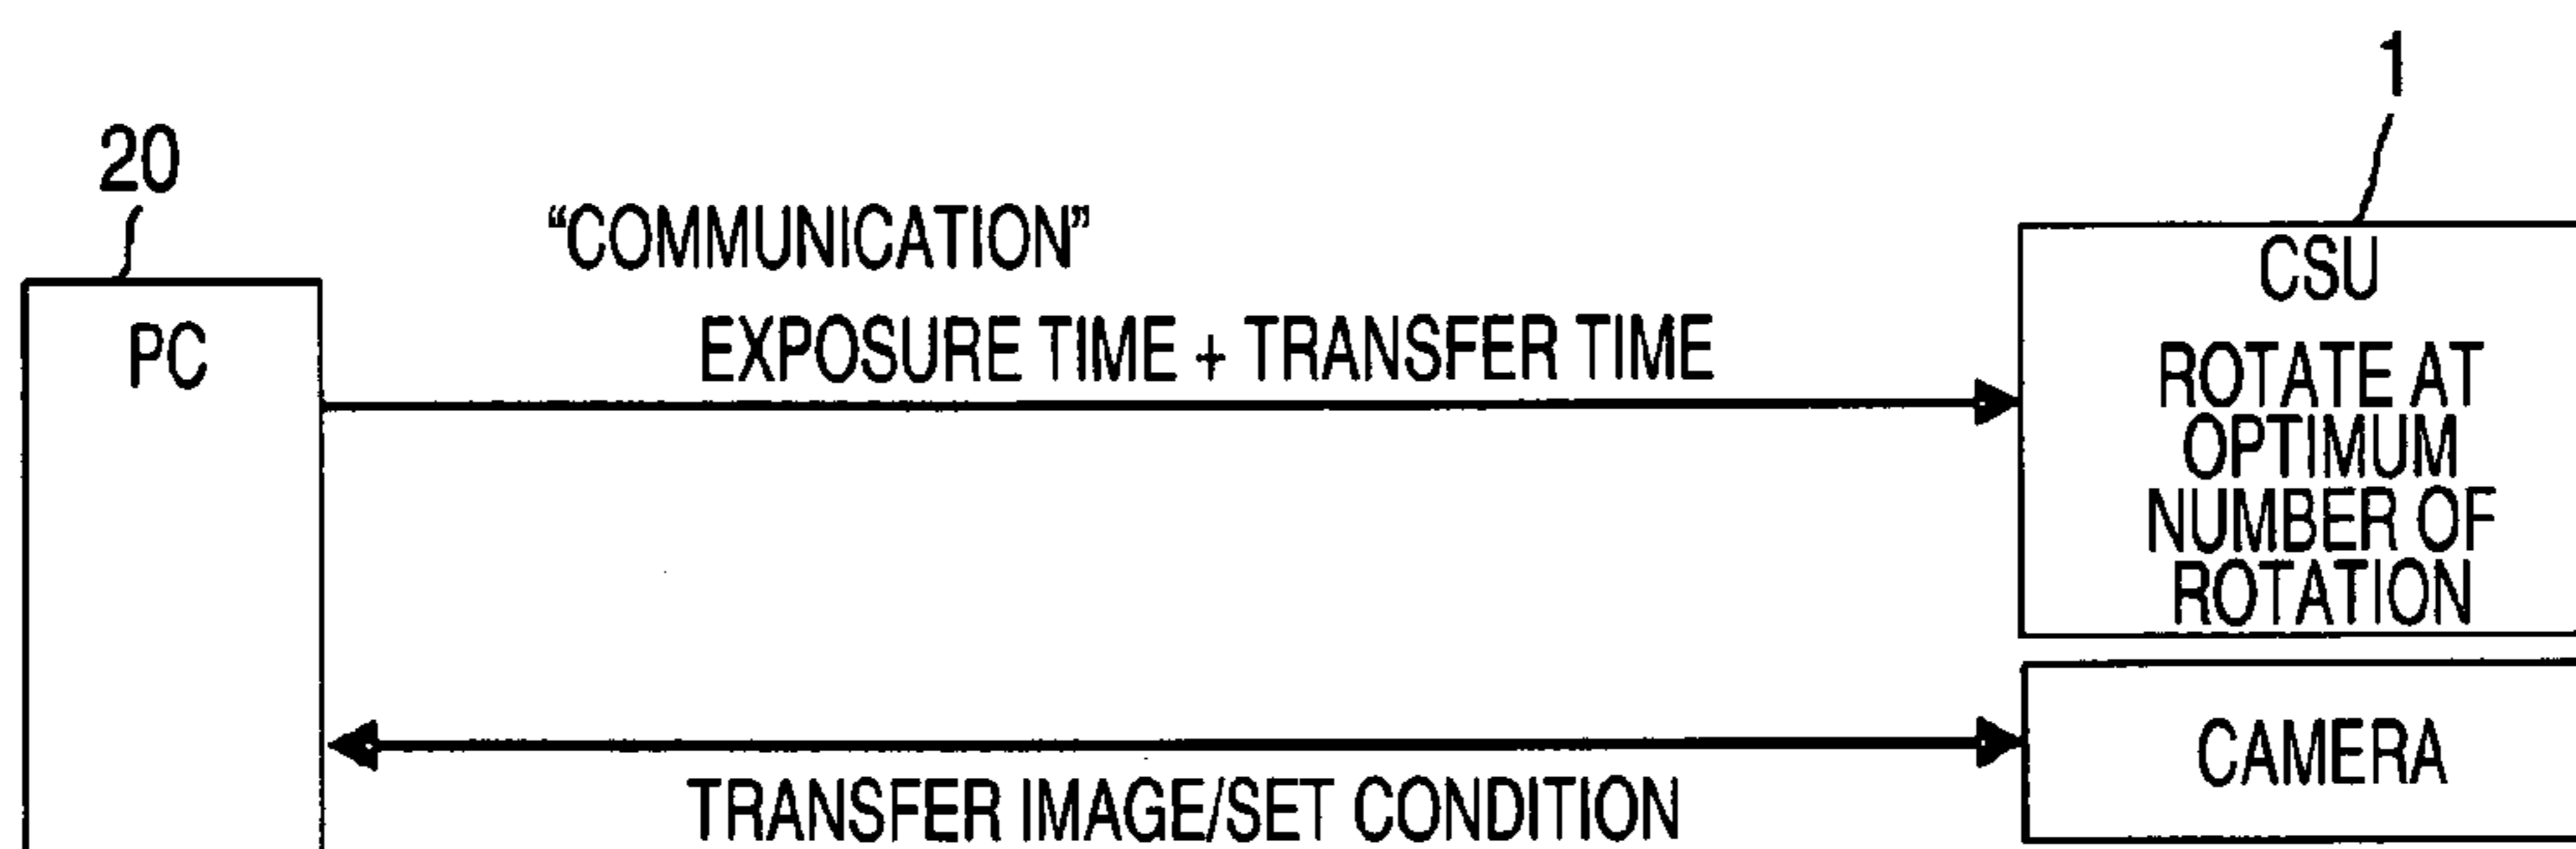 1
20
“COMMUNICATION”
PC
EXPOSURE TIME + TRANSFER TIME
CSU
ROTATE AT
OPTIMUM
NUMBER OF
ROTATION
CAMERA
TRANSFER IMAGE/SET CONDITION